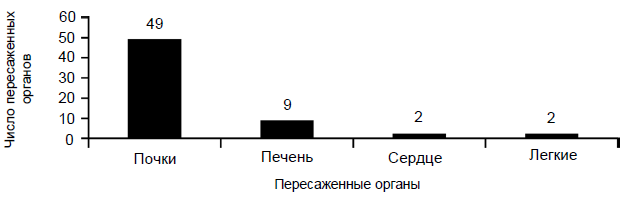 Число пересаженных
органов
60
50
40
30
20
10
0
49
9
2
2
Почки
Печень
Сердце
Легкие
Пересаженные органы